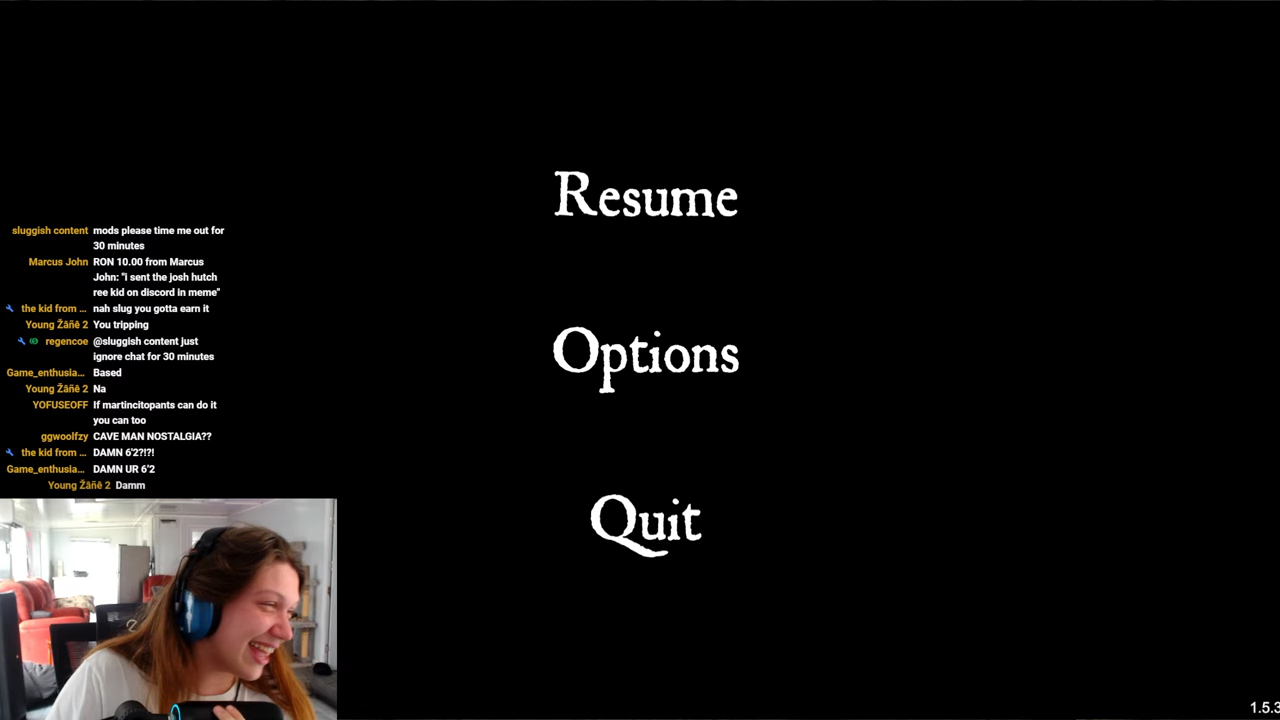 Resume
Options
Quit
sluggish content mods please time me out for
30 minutes
Marcus John RON 10.00 from Marcus
John: "i sent the josh hutch
ree kid on discord in meme"
the kid from ... nah slug you gotta earn it
Young Žâñê 2 You tripping
regencoe @sluggish content just
ignore chat for 30 minutes
Game_enthusia... Based
Young Žâñê 2 Na
YOFUSEOFF If martincitopants can do it
you can too
ggwoolfzy CAVE MAN NOSTALGIA??
the kid from ... DAMN 6'2?!?!
Game_enthusia... DAMN UR 6'2
Young Žâñê 2 Damm
1.5.3